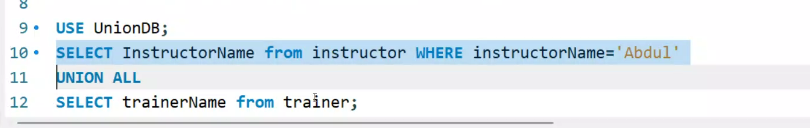 8
9 USE UnionDB;
10 SELECT InstructorName from instructor WHERE instructorName='Abdul'
11 UNION ALL
12 SELECT trainerName from trainer;